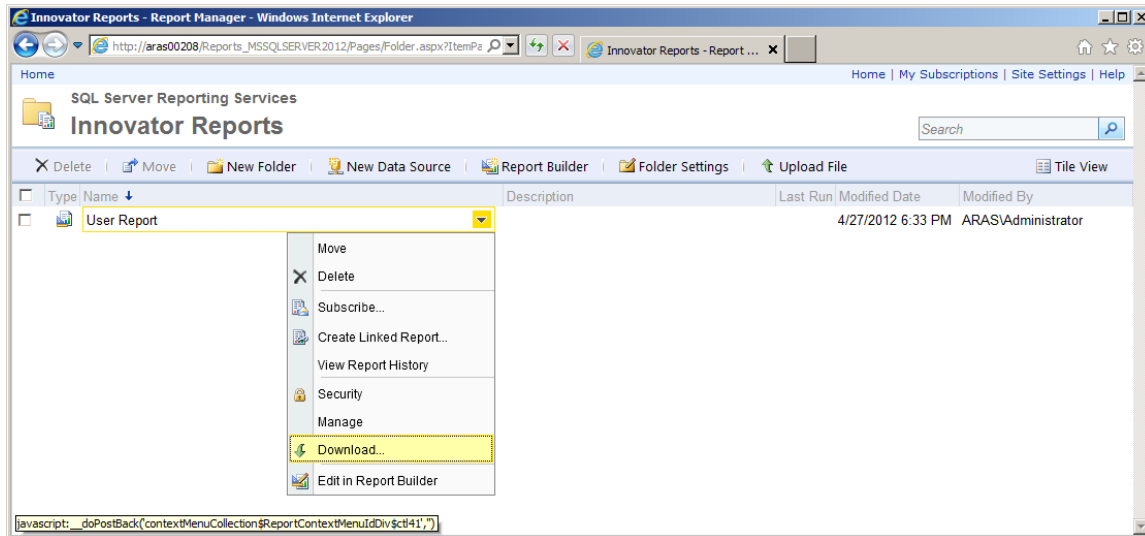 Innovator Reports - Report Manager - Windows Internet Explorer
http://aras00208/Reports_MSSQLSERVER2012/Pages/Folder.aspx?ItemPa
Innovator Reports - Report ...
Home
Home | My Subscriptions | Site Settings | Help
SQL Server Reporting Services
Innovator Reports
Search
Delete | Move | New Folder | New Data Source | Report Builder | Folder Settings | Upload File Tile View
Type Name Description Last Run Modified Date Modified By
User Report 4/27/2012 6:33 PM ARAS\Administrator
Move
Delete
Subscribe...
Create Linked Report...
View Report History
Security
Manage
Download...
Edit in Report Builder
javascript:__doPostBack('contextMenuCollection$ReportContextMenuIdDiv$ctl41','')